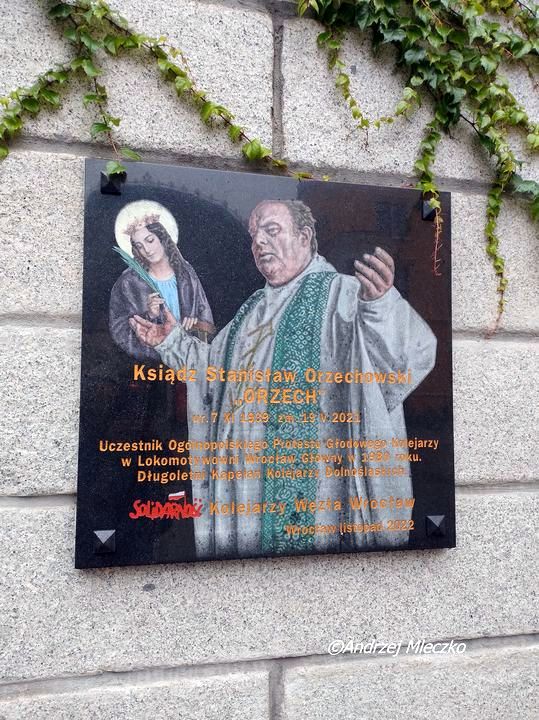 Ksiądz Stanisław Orzechowski
„ORZECH"
ur. 7 XI 1939 zm. 19 V 2021
Uczestnik Ogólnopolskiego Protestu Głodowego Kolejarzy
w Lokomotywowni Wrocław Główny w 1980 roku.
Długoletni Kapelan Kolejarzy Dolnośląskich.
SOLIDARNOŚĆ Kolejarzy Węzła Wrocław
Wrocław listopad 2022
©Andrzej Mleczko